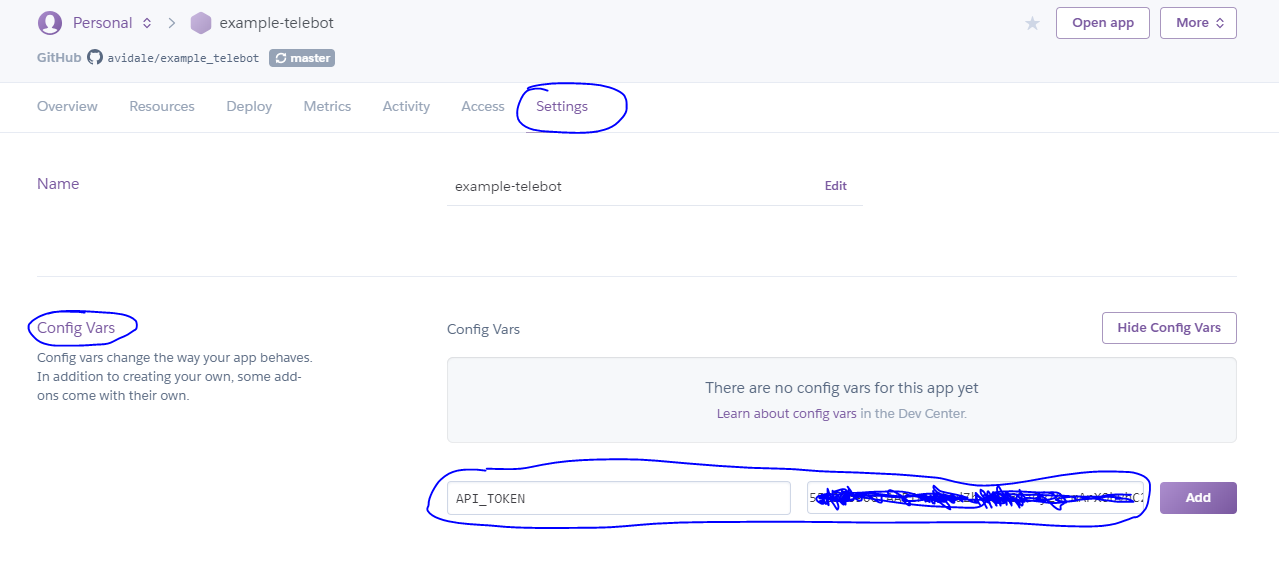 Personal > example-telebot
Open app
More
GitHub avidale/example_telebot master
Overview Resources Deploy Metrics Activity Access Settings
Name
example-telebot
Edit
Config Vars
Config vars change the way your app behaves.
In addition to creating your own, some add-
ons come with their own.
Config Vars
Hide Config Vars
There are no config vars for this app yet
Learn about config vars in the Dev Center.
API_TOKEN
Add